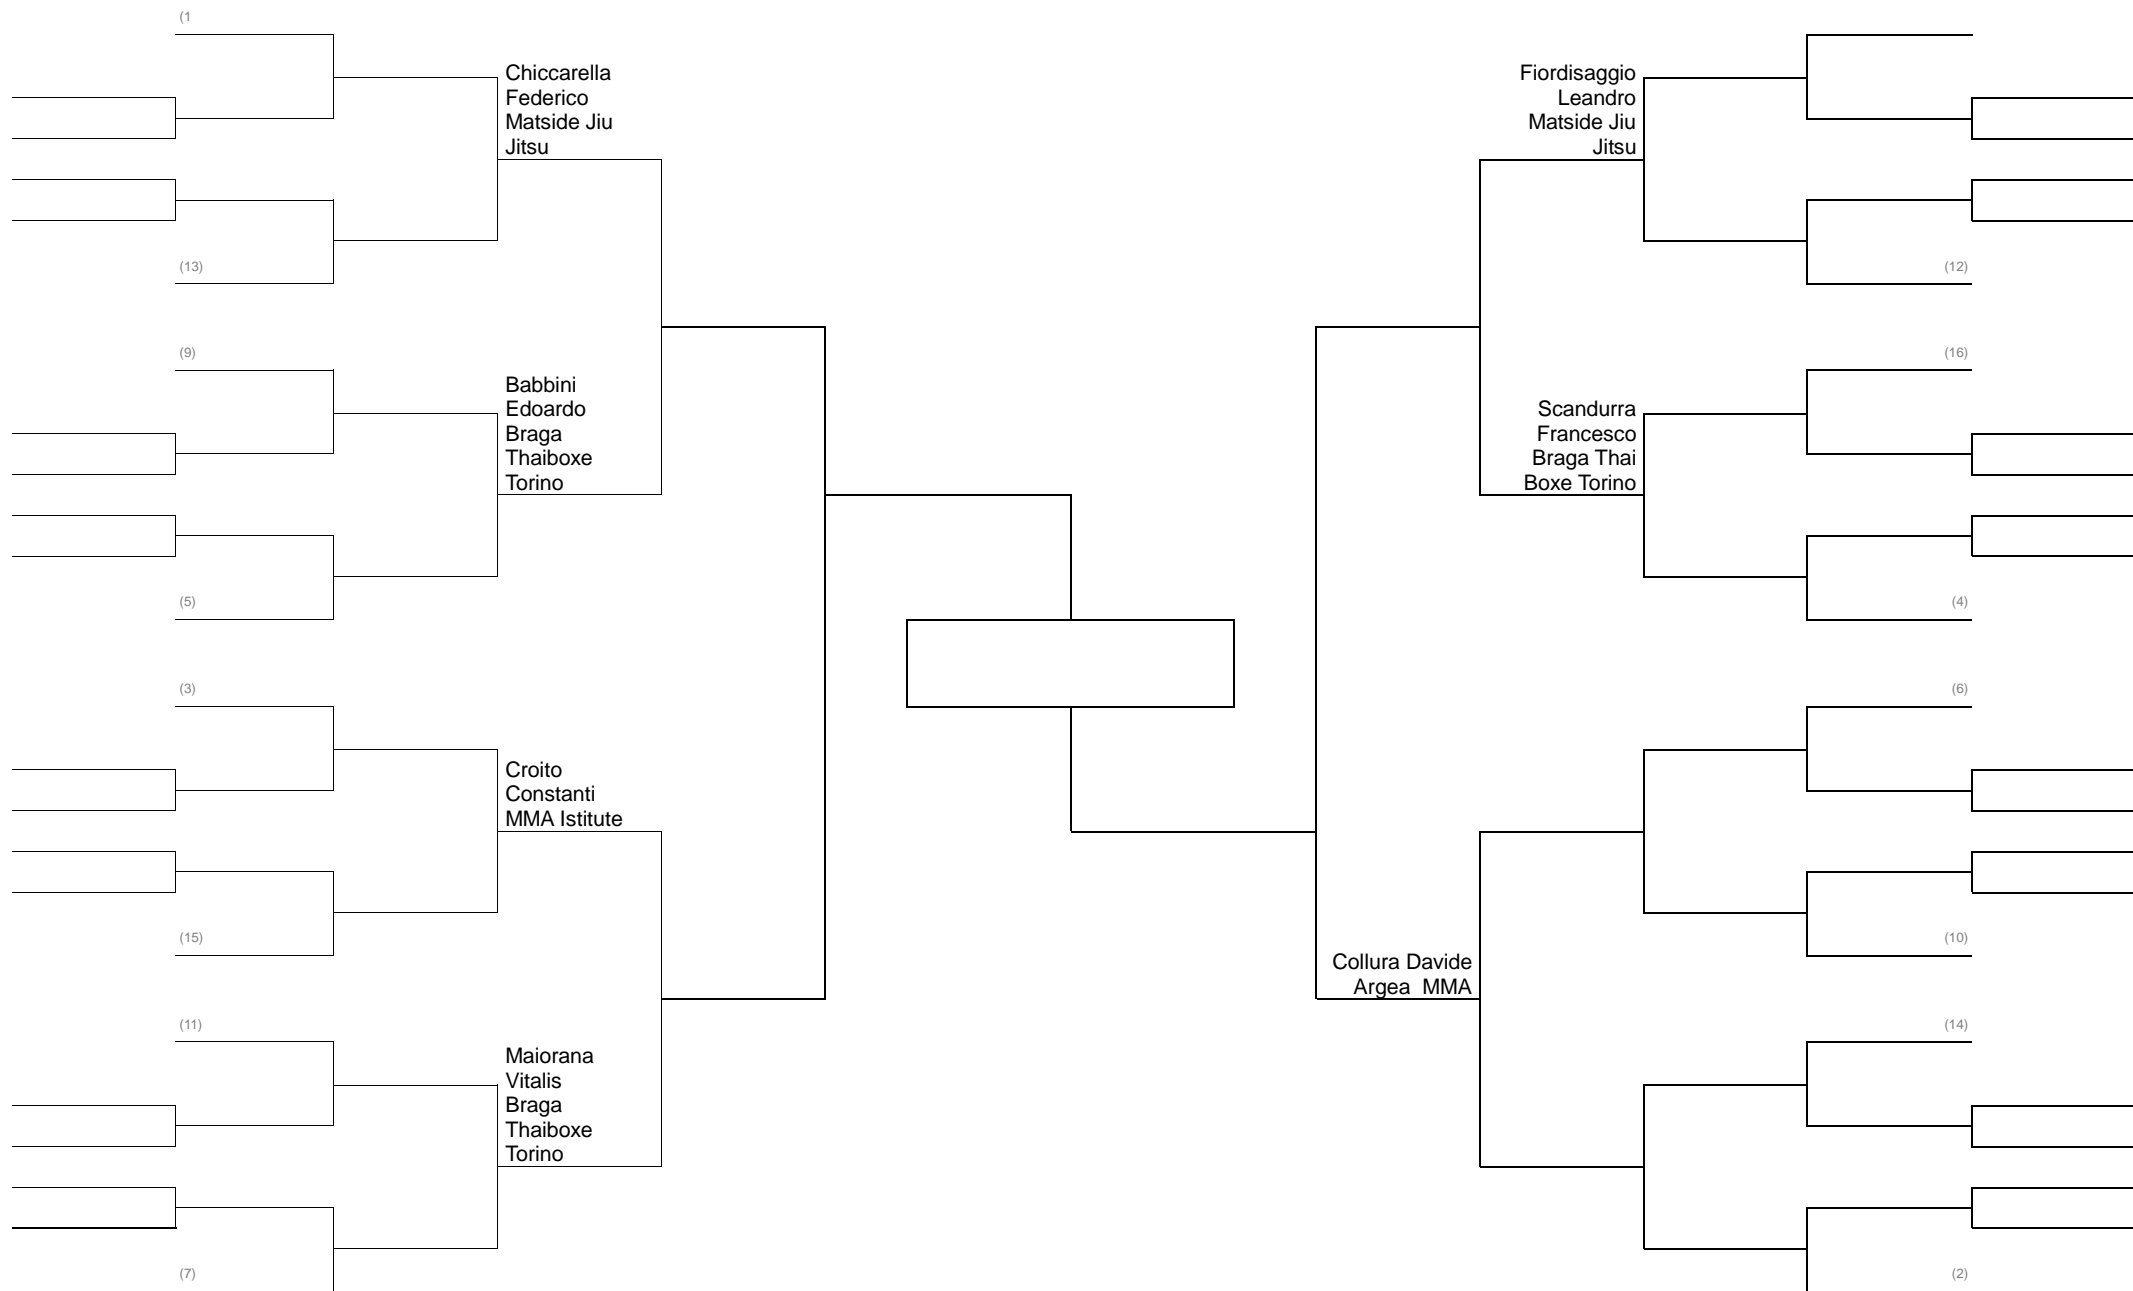 (1
Chiccarella
Federico
Matside Jiu
Jitsu
(13)
(9)
Babbini
Edoardo
Braga
Thaiboxe
Torino
(5)
(3)
Croito
Constanti
MMA Istitute
(15)
(11)
Maiorana
Vitalis
Braga
Thaiboxe
Torino
(7)
Fiordisaggio
Leandro
Matside Jiu
Jitsu
(12)
(16)
Scandurra
Francesco
Braga Thai
Boxe Torino
(4)
(6)
Collura Davide
Argea  MMA
(10)
(14)
(2)